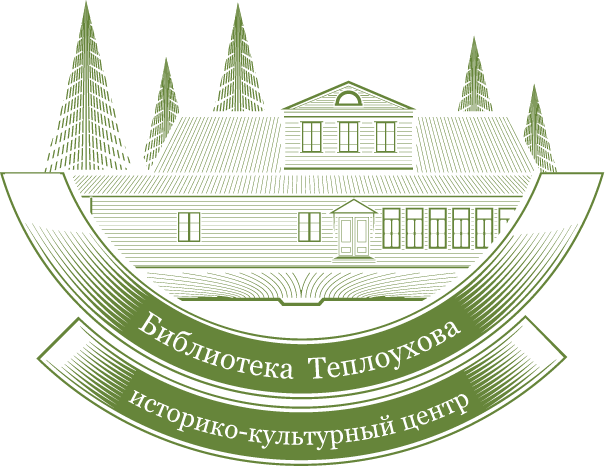 Библиотека Теплоухова
историко-культурный центр